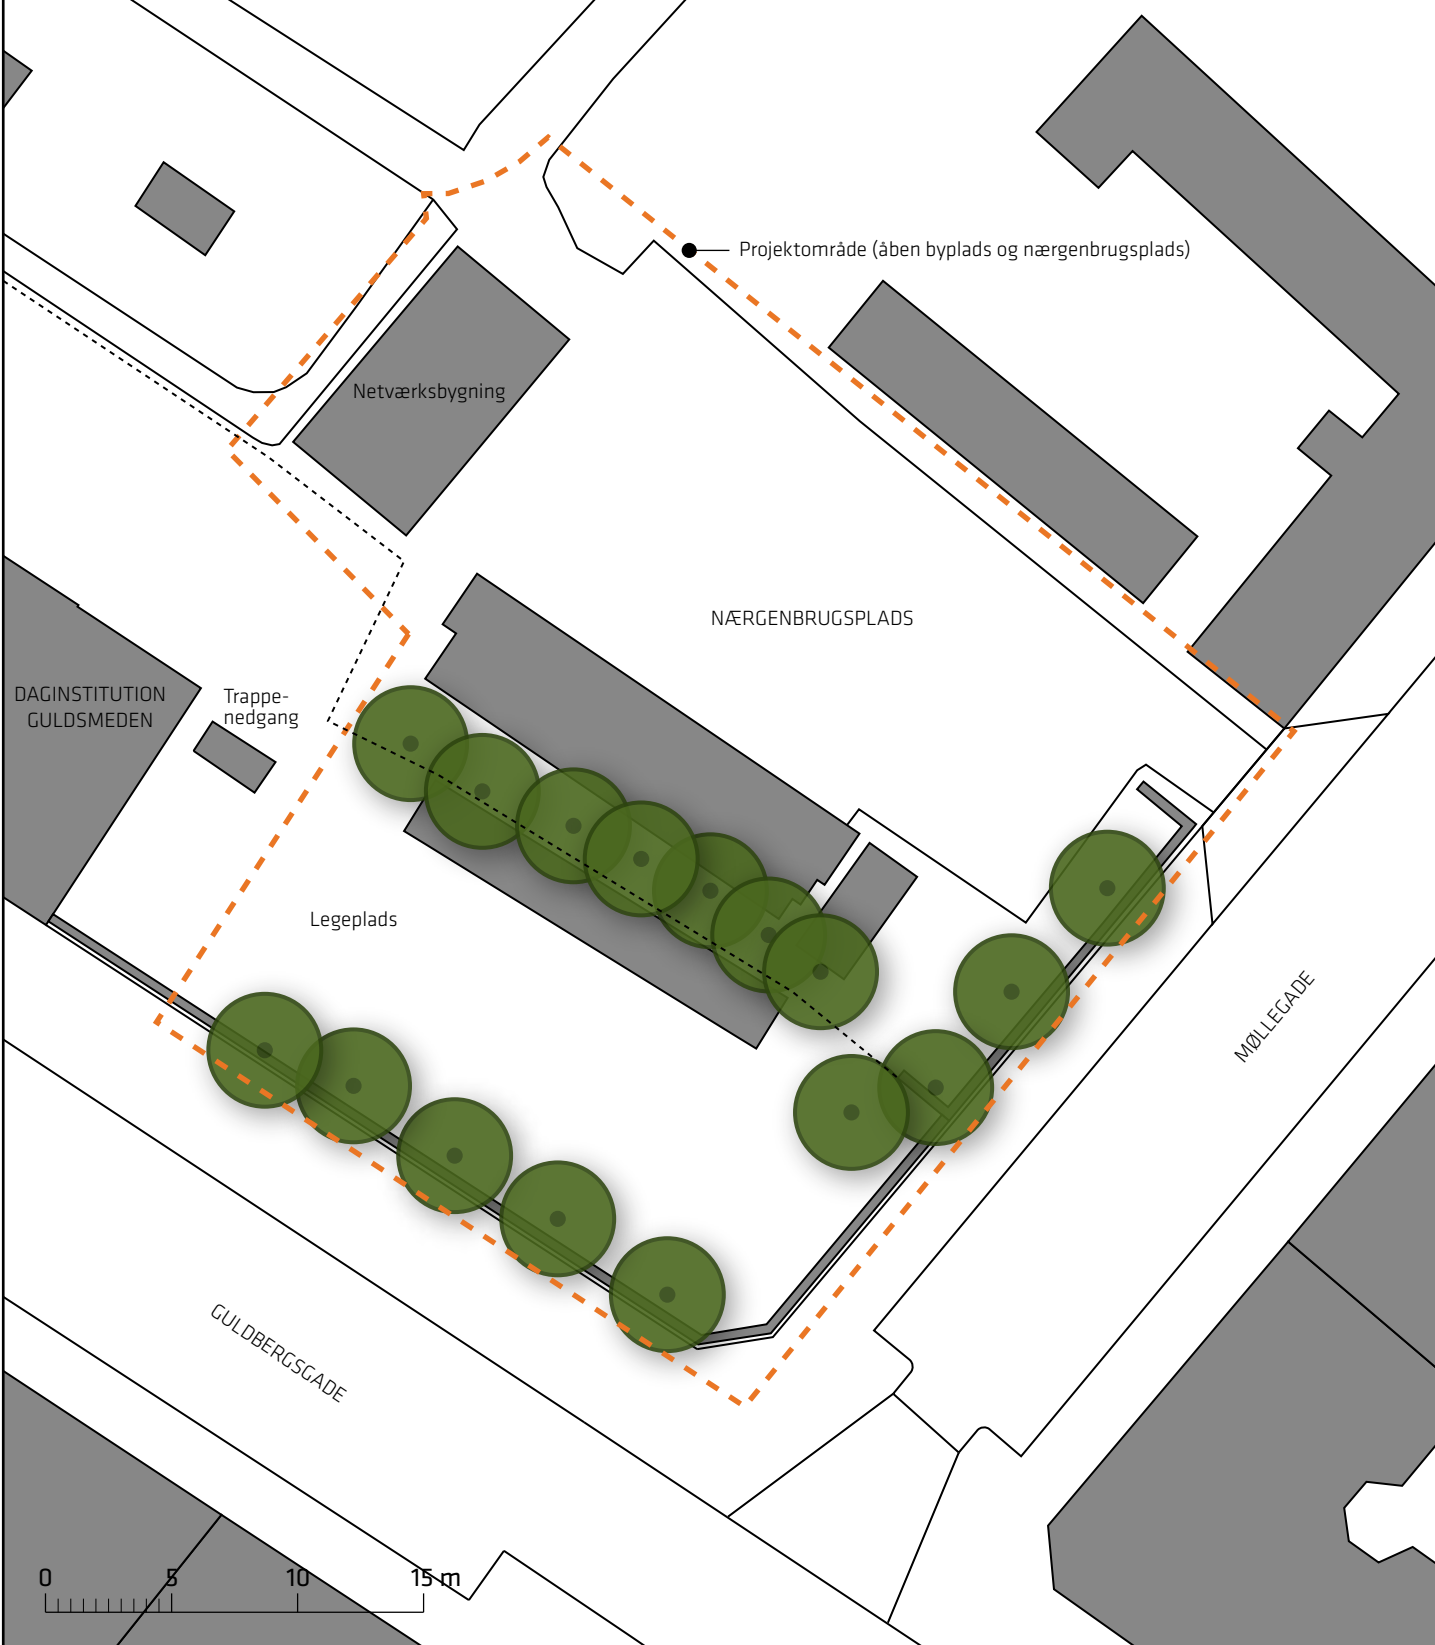 Projektområde (åben byplads og nærgenbrugsplads)
Netværksbygning
NÆRGENBRUGSPLADS
DAGINSTITUTION
GULDSMEDEN
Trappe-
nedgang
Legeplads
MØLLEGADE
GULDBERGSGADE
0 5 10 15 m